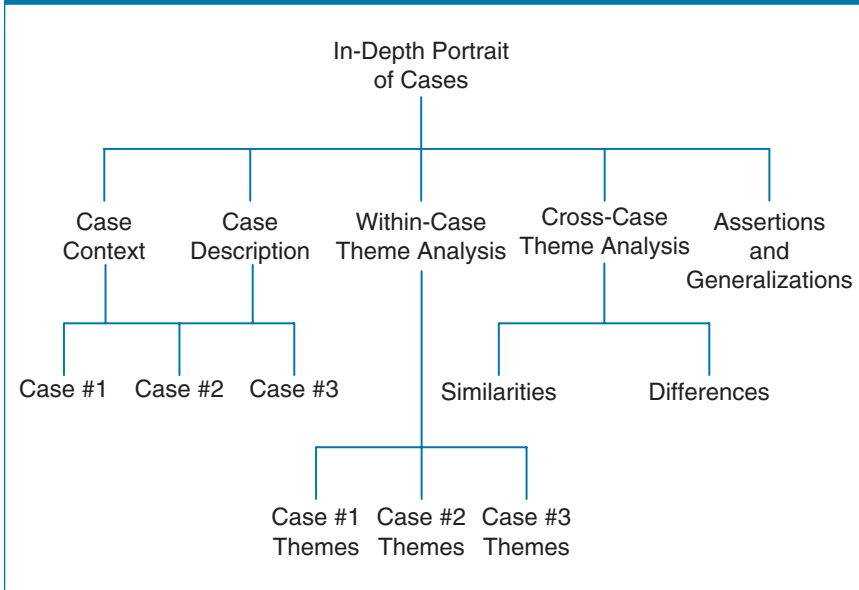 In-Depth Portrait
of Cases
Case
Context
Case
Description
Within-Case
Theme Analysis
Cross-Case
Theme Analysis
Assertions
and
Generalizations
Case #1
Case #2
Case #3
Similarities
Differences
Case #1
Themes
Case #2
Themes
Case #3
Themes